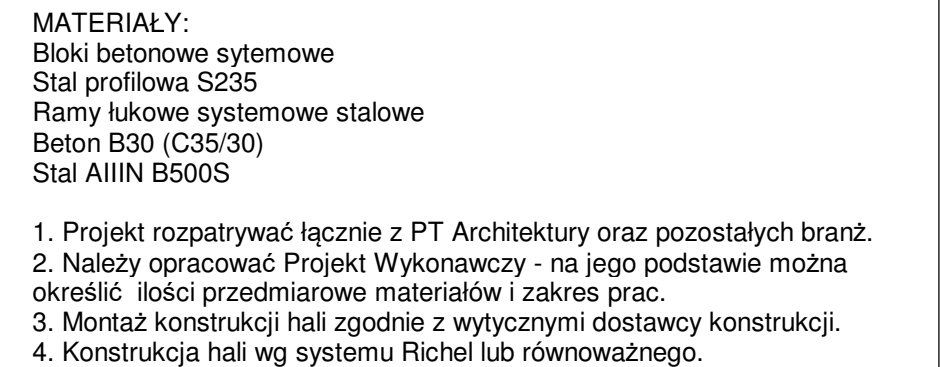 MATERIAŁY:
Bloki betonowe sytemowe
Stal profilowa S235
Ramy łukowe systemowe stalowe
Beton B30 (C35/30)
Stal AIIIN B500S
1. Projekt rozpatrywać łącznie z PT Architektury oraz pozostałych branż.
2. Należy opracować Projekt Wykonawczy - na jego podstawie można
określić  ilości przedmiarowe materiałów i zakres prac.
3. Montaż konstrukcji hali zgodnie z wytycznymi dostawcy konstrukcji.
4. Konstrukcja hali wg systemu Richel lub równoważnego.